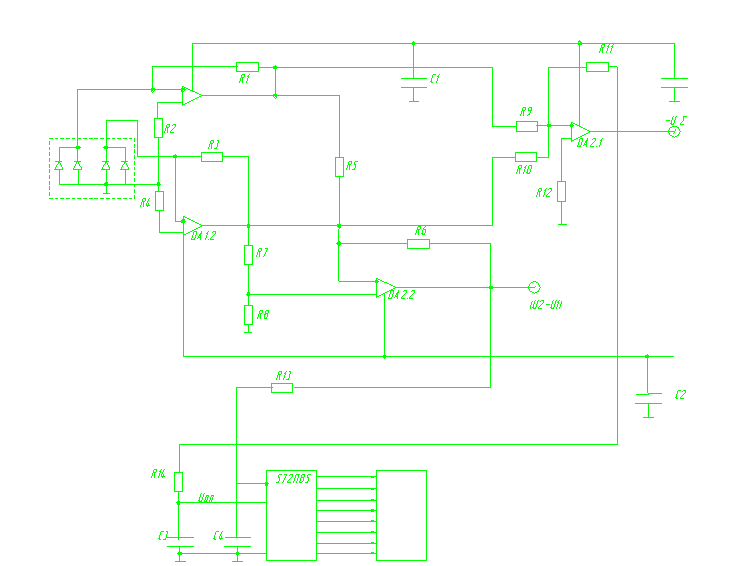 R11
R1
C1
R9
-U Σ
R2
R3
DA2.1
R5
R10
R4
R12
DA1.2
R6
R7
DA2.2
U2-U1
R8
R13
C2
R14
572ПВ5
Uоп
C3
C4